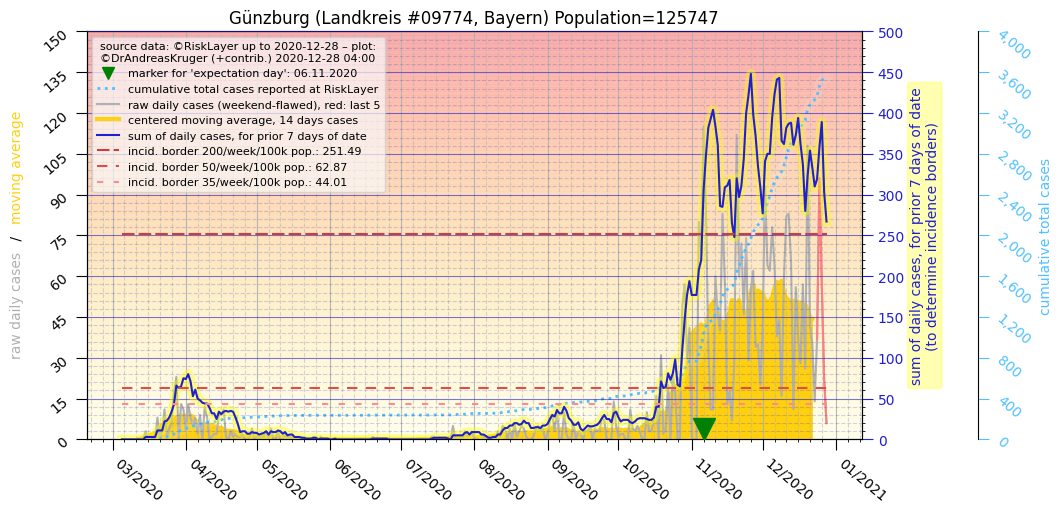 Günzburg (Landkreis #09774, Bayern) Population=125747
source data: ©RiskLayer up to 2020-12-28 – plot:
©DrAndreasKruger (+contrib.) 2020-12-28 04:00
marker for 'expectation day': 06.11.2020
cumulative total cases reported at RiskLayer
raw daily cases (weekend-flawed), red: last 5
centered moving average, 14 days cases
sum of daily cases, for prior 7 days of date
incid. border 200/week/100k pop.: 251.49
incid. border 50/week/100k pop.: 62.87
incid. border 35/week/100k pop.: 44.01
raw daily cases / moving average
150
135
120
105
90
75
60
45
30
15
0
03/2020
04/2020
05/2020
06/2020
07/2020
08/2020
09/2020
10/2020
11/2020
12/2020
01/2021
500
450
400
350
300
250
200
150
100
50
0
sum of daily cases, for prior 7 days of date
(to determine incidence borders)
4,000
3,600
3,200
2,800
2,400
2,000
1,600
1,200
800
400
0
cumulative total cases